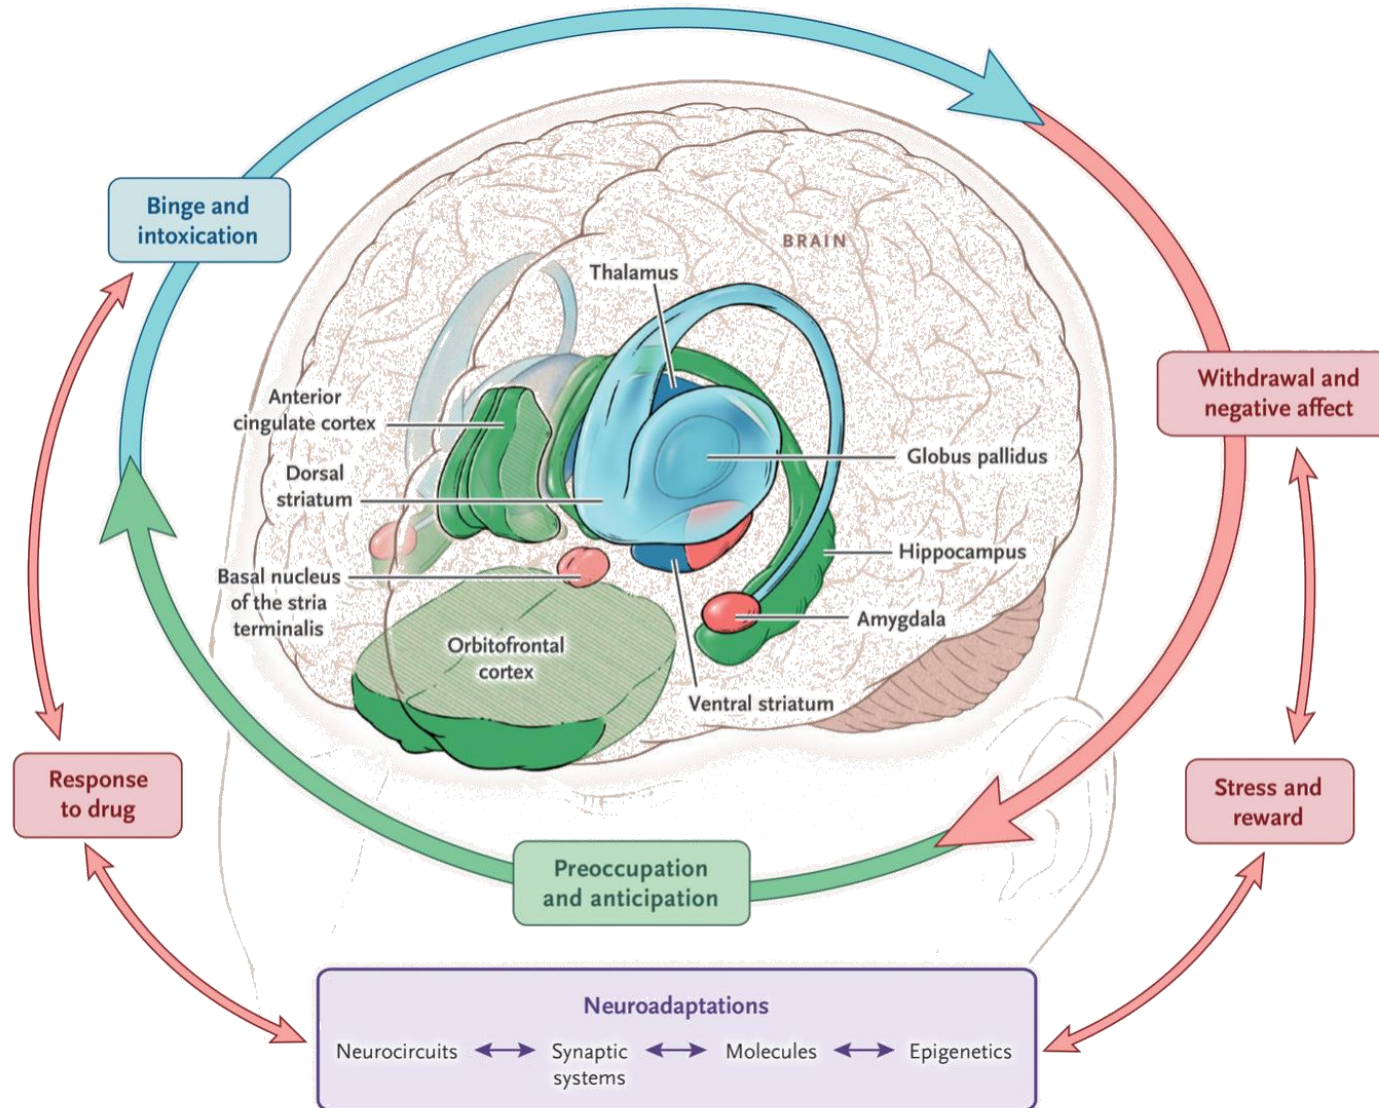 Binge and
intoxication
BRAIN
Thalamus
Withdrawal and
negative affect
Anterior
cingulate cortex
Globus pallidus
Dorsal
striatum
Hippocampus
Basal nucleus
of the stria
terminalis
Amygdala
Orbitofrontal
cortex
Ventral striatum
Response
to drug
Stress and
reward
Preoccupation
and anticipation
Neuroadaptations
Neurocircuits
Synaptic
systems
Molecules
Epigenetics